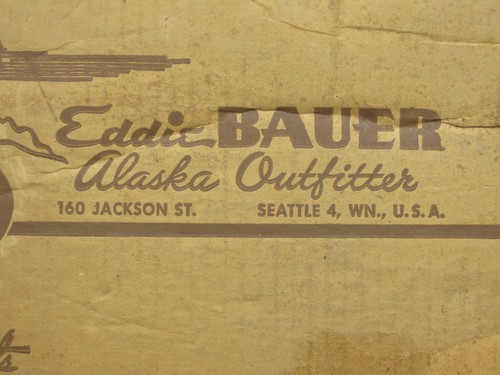 Eddie BAUER
Alaska Outfitter
160 JACKSON ST. SEATTLE 4, WN., U.S.A.